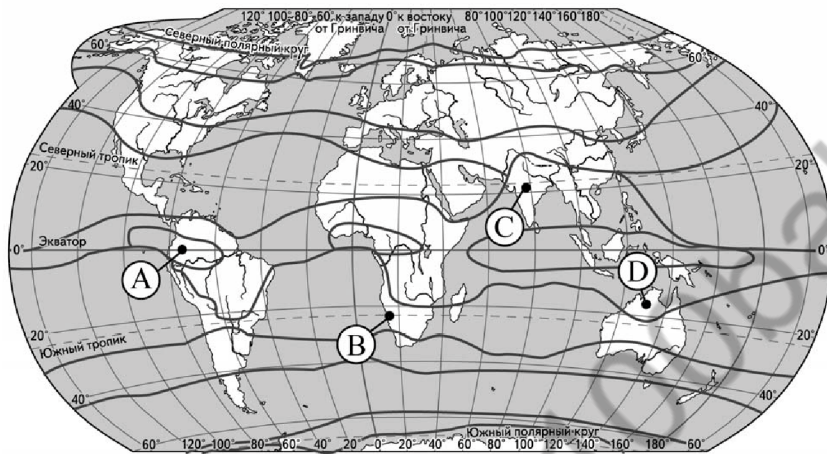 120° 100° 80° 60° к западу 0° к востоку 80° 100° 120° 140° 160° 180°
от Гринвича от Гринвича
Северный полярный круг
60° 60°
40° 40°
Северный тропик
20° 20°
Экватор
0° 0°
A
B
C
D
20° 20°
Южный тропик
40° 40°
Южный полярный круг
60° 120° 100° 80° 60° 40° 20° 0° 20° 40° 60° 80° 100° 120° 140° 160° 180° 60°